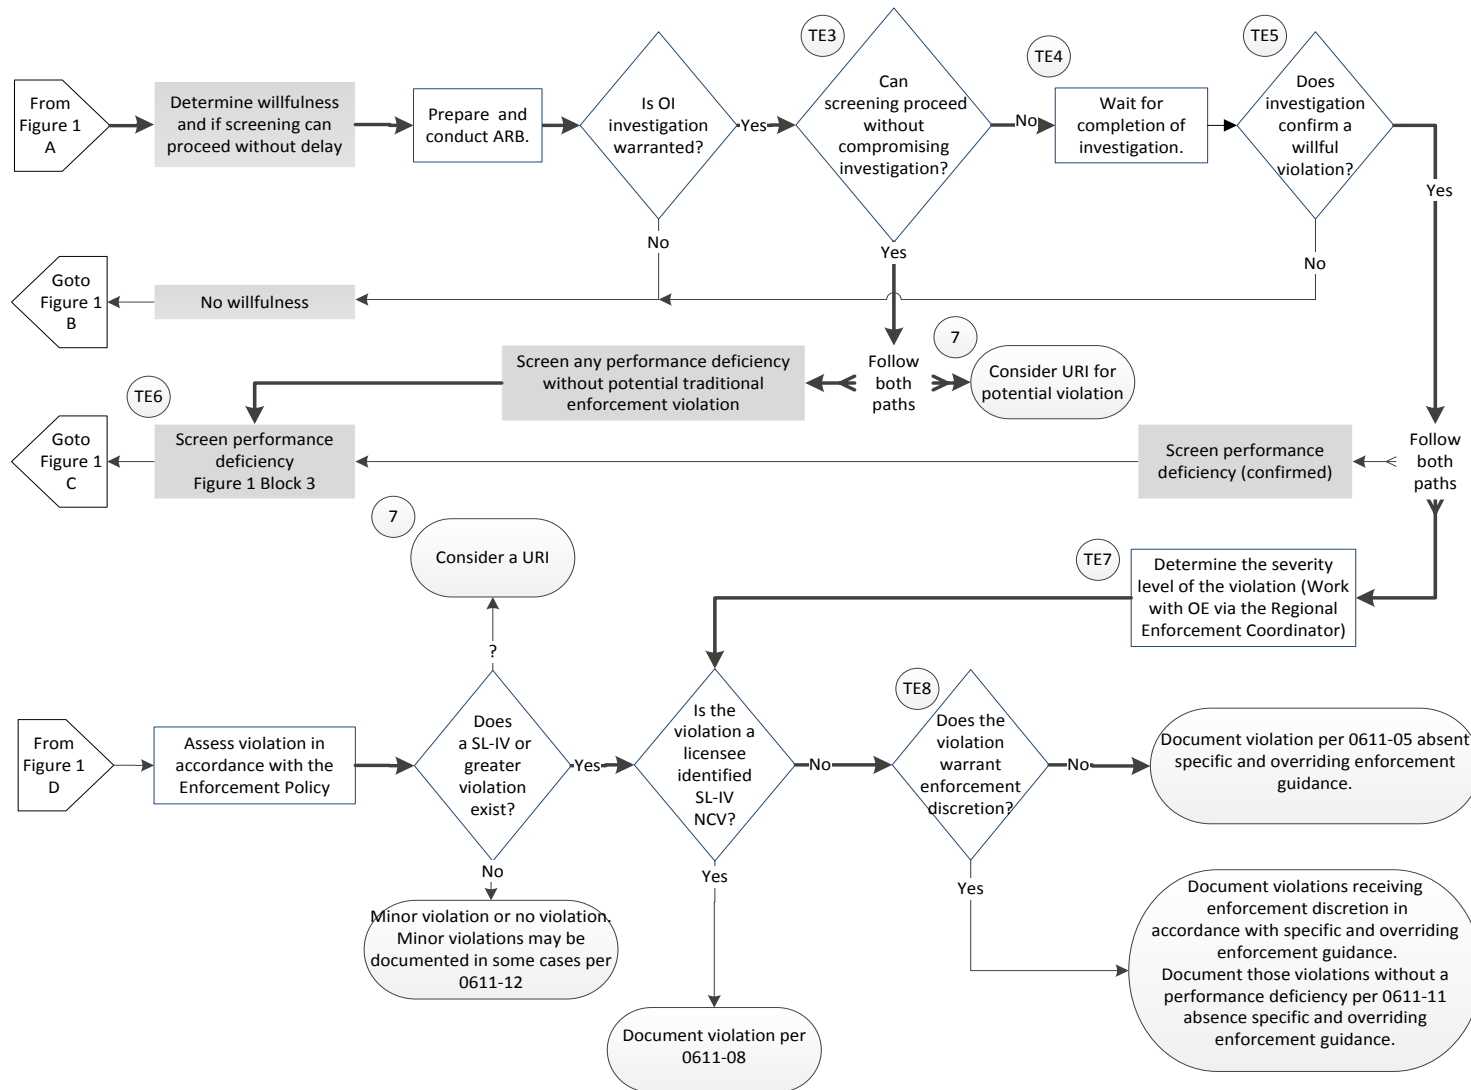 From
Figure 1
A
Determine willfulness
and if screening can
proceed without delay
Prepare and
conduct ARB.
Is OI
investigation
warranted?
Yes
No
TE3
Can
screening proceed
without
compromising
investigation?
No
Yes
TE4
Wait for
completion of
investigation.
TE5
Does
investigation
confirm a
willful
violation?
Yes
No
Goto
Figure 1
B
No willfulness
Screen any performance deficiency
without potential traditional
enforcement violation
Follow
both
paths
7
Consider URI for
potential violation
TE6
Goto
Figure 1
C
Screen performance
deficiency
Figure 1 Block 3
Screen performance
deficiency (confirmed)
Follow
both
paths
7
Consider a URI
?
TE7
Determine the severity
level of the violation (Work
with OE via the Regional
Enforcement Coordinator)
From
Figure 1
D
Assess violation in
accordance with the
Enforcement Policy
Does
a SL-IV or
greater
violation
exist?
Yes
No
Minor violation or no violation.
Minor violations may be
documented in some cases per
0611-12
Is the
violation a
licensee
identified
SL-IV
NCV?
No
Yes
Document violation per
0611-08
TE8
Does the
violation
warrant
enforcement
discretion?
No
Yes
Document violation per 0611-05 absent
specific and overriding enforcement
guidance.
Document violations receiving
enforcement discretion in
accordance with specific and overriding
enforcement guidance.
Document those violations without a
performance deficiency per 0611-11
absence specific and overriding
enforcement guidance.